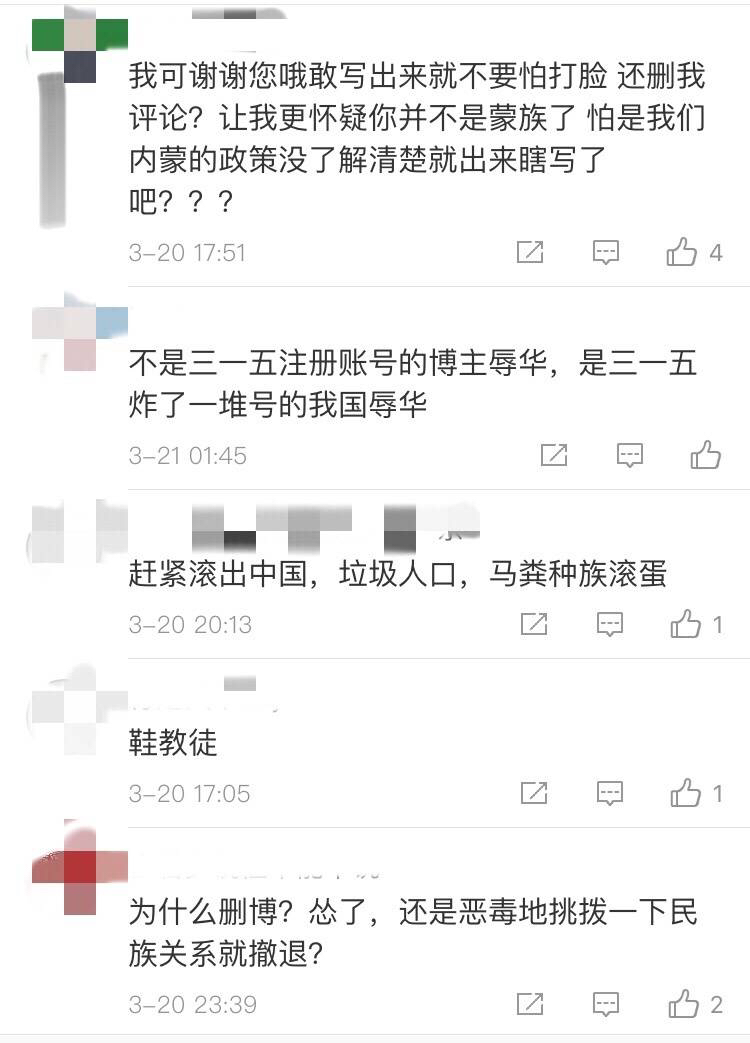 我可谢谢您哦敢写出来就不要怕打脸 还删我
评论？让我更怀疑你并不是蒙族了 怕是我们
内蒙的政策没了解清楚就出来瞎写了
吧？？？
3-20 17:51
4
不是三一五注册账号的博主辱华，是三一五
炸了一堆号的我国辱华
3-21 01:45
赶紧滚出中国，垃圾人口，马粪种族滚蛋
3-20 20:13
1
鞋教徒
3-20 17:05
1
为什么删博？怂了，还是恶毒地挑拨一下民
族关系就撤退？
3-20 23:39
2